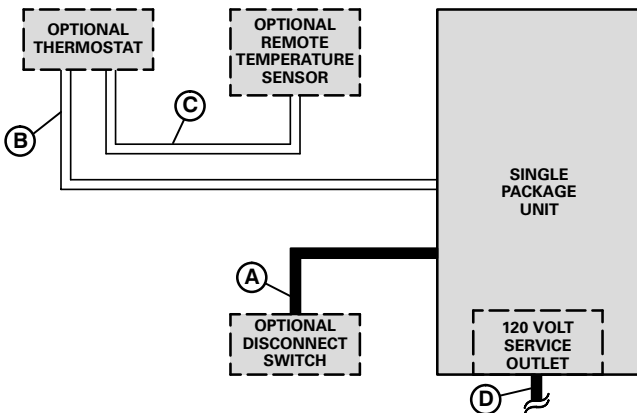 OPTIONAL
THERMOSTAT
OPTIONAL
REMOTE
TEMPERATURE
SENSOR
C
B
SINGLE
PACKAGE
UNIT
A
OPTIONAL
DISCONNECT
SWITCH
120 VOLT
SERVICE
OUTLET
D